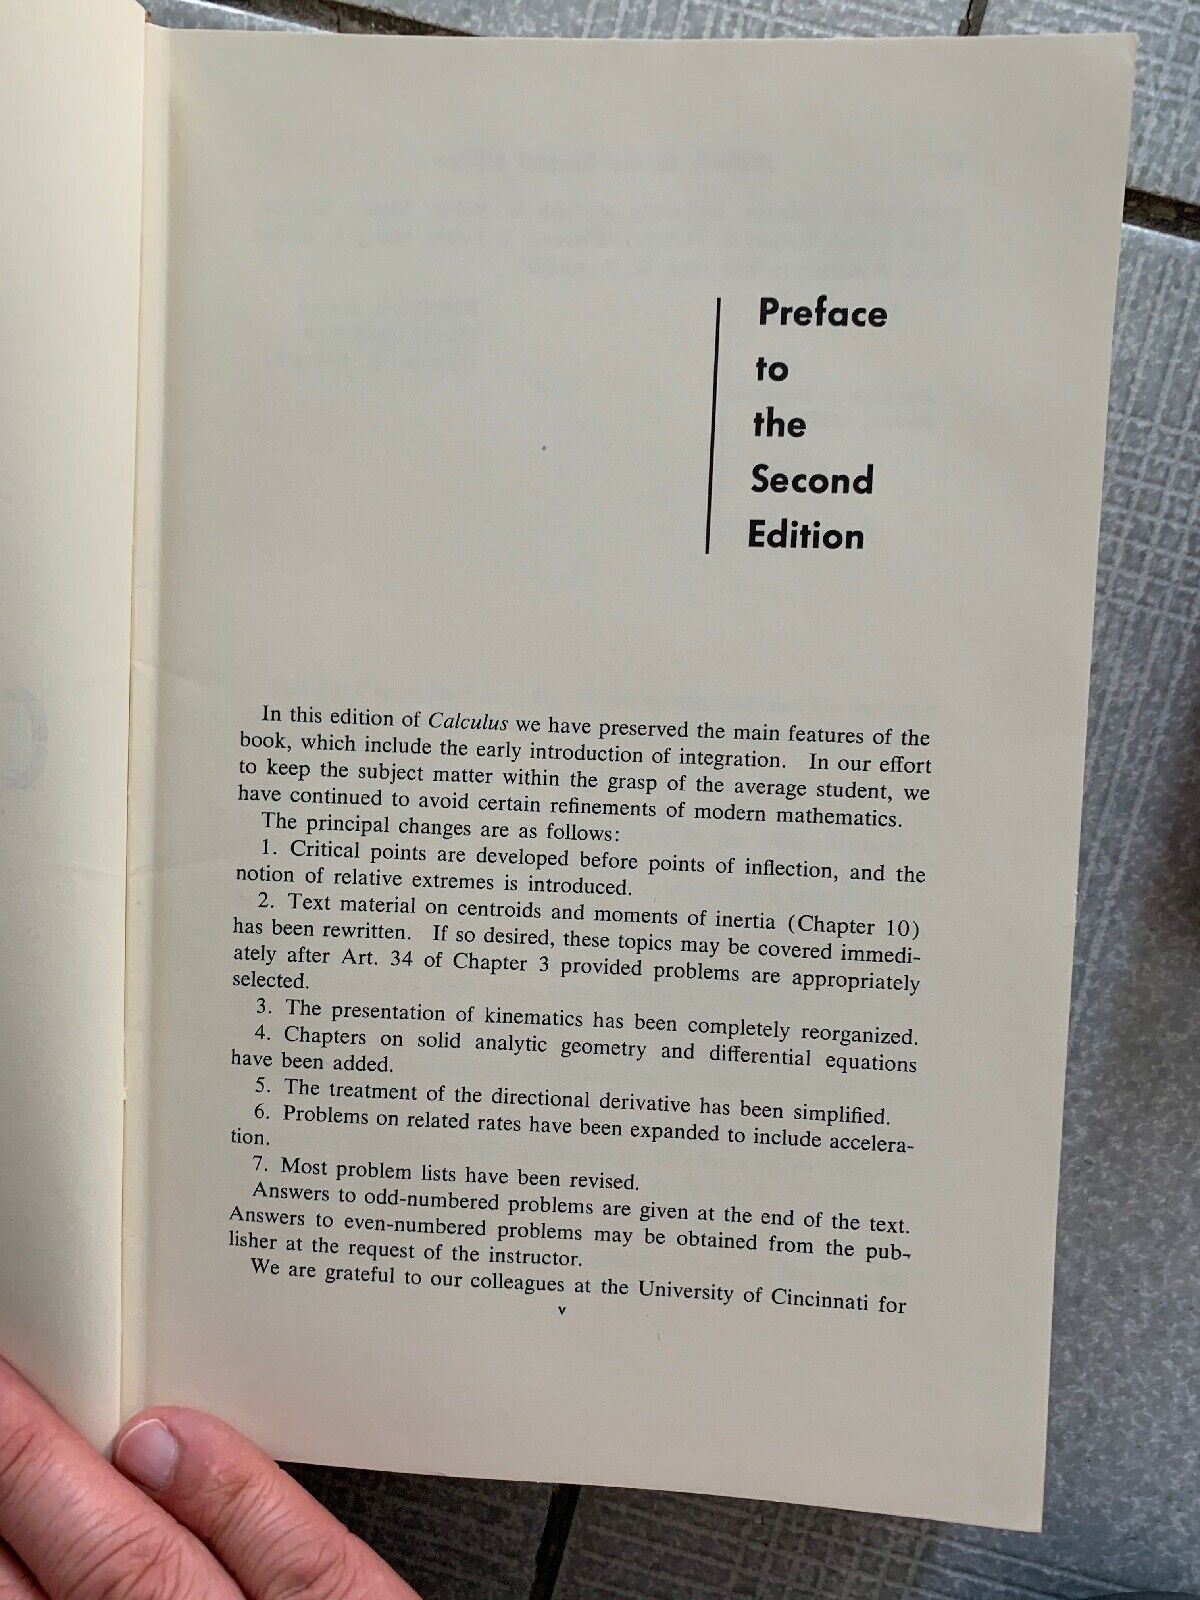 Preface
to
the
Second
Edition
In this edition of Calculus we have preserved the main features of the
book, which include the early introduction of integration. In our effort
to keep the subject matter within the grasp of the average student, we
have continued to avoid certain refinements of modern mathematics.
The principal changes are as follows:
1. Critical points are developed before points of inflection, and the
notion of relative extremes is introduced.
2. Text material on centroids and moments of inertia (Chapter 10)
has been rewritten. If so desired, these topics may be covered immedi-
ately after Art. 34 of Chapter 3 provided problems are appropriately
selected.
3. The presentation of kinematics has been completely reorganized.
4. Chapters on solid analytic geometry and differential equations
have been added.
5. The treatment of the directional derivative has been simplified.
6. Problems on related rates have been expanded to include accelera-
tion.
7. Most problem lists have been revised.
Answers to odd-numbered problems are given at the end of the text.
Answers to even-numbered problems may be obtained from the pub-
lisher at the request of the instructor.
We are grateful to our colleagues at the University of Cincinnati for
v